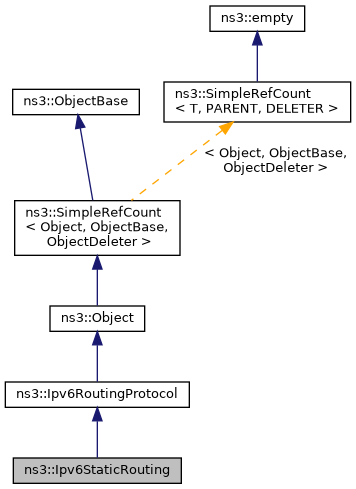 ns3::empty
ns3::ObjectBase
ns3::SimpleRefCount
< T, PARENT, DELETER >
< Object, ObjectBase,
ObjectDeleter >
ns3::SimpleRefCount
< Object, ObjectBase,
ObjectDeleter >
ns3::Object
ns3::Ipv6RoutingProtocol
ns3::Ipv6StaticRouting